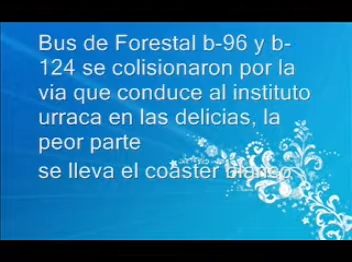 Bus de Forestal b-96 y b-
124 se colisionaron por la
via que conduce al instituto
urraca en las delicias, la
peor parte
se lleva el coaster blanco